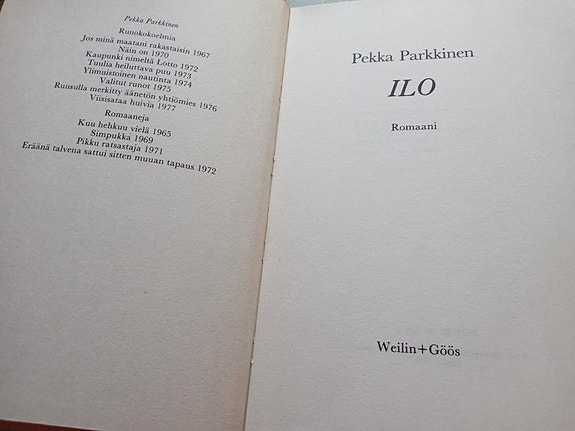 Pekka Parkkinen
Runokokoelmia
Jos minä maatani rakastaisin 1967
Näin on 1970
Kaupunki nimeltä Lotto 1972
Tuulia heiluttava puu 1973
Ylimuistoinen nautinta 1974
Valitut runot 1975
Ruusulla merkitty äänetön yhtiömies 1976
Viisisataa huivia 1977
Romaaneja
Kuu hehkuu vielä 1965
Simpukka 1969
Pikku ratsastaja 1971
Eräänä talvena sattui sitten muuan tapaus 1972
Pekka Parkkinen
ILO
Romaani
Weilin+Göös